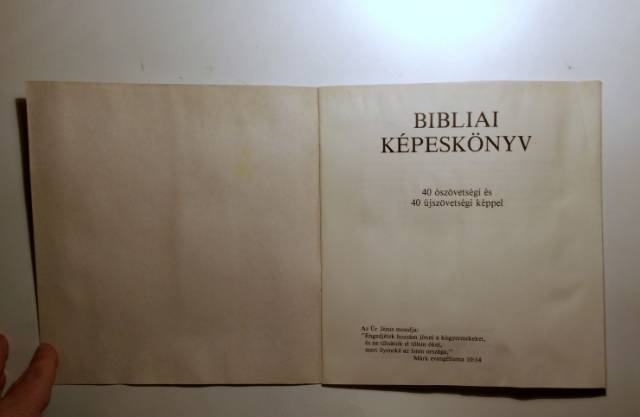 BIBLIAI
KÉPESKÖNYV
40 ószövetségi és
40 újszövetségi képpel
Az Úr Jézus mondja:
"Engedjétek hozzám jönni a kisgyermekeket,
és ne tiltsátok el tőlem őket,
mert ilyeneké az Isten országa."
Márk evangéliuma 10:14